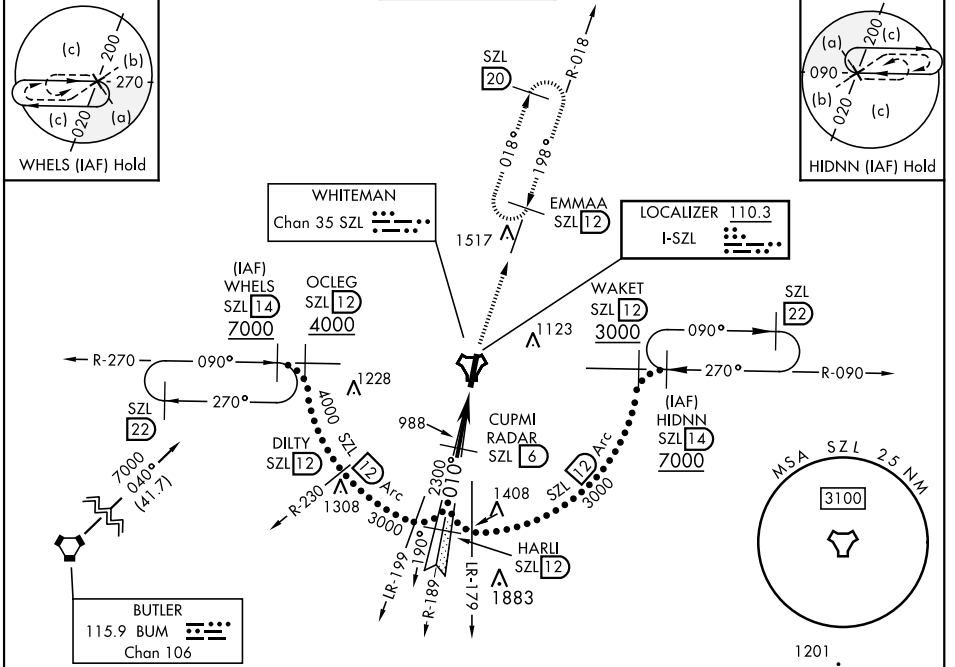 (c)
200
(b)
270
(a)
(c)
020
WHELS (IAF) Hold
(a)
200
(c)
090
(b)
020
(c)
HIDNN (IAF) Hold
R-018
SZL
20
018°
198°
EMMAA
SZL 12
1517
WHITEMAN
Chan 35 SZL
LOCALIZER 110.3
I-SZL
(IAF)
WHELS
SZL 14
7000
OCLEG
SZL 12
4000
WAKET
SZL 12
3000
SZL
22
1123
R-270
090°
270°
SZL
22
090°
270°
R-090
1228
4000
SZL 12 Arc
988
CUPMI
RADAR
SZL 6
(IAF)
HIDNN
SZL 14
7000
DILTY
SZL 12
R-230
1308
3000
2300
010°
1408
SZL 12 Arc
3000
7000
040°
(41.7)
LR-199
190°
R-189
LR-179
HARLI
SZL 12
1883
MSA SZL 25 NM
3100
BUTLER
115.9 BUM
Chan 106
1201